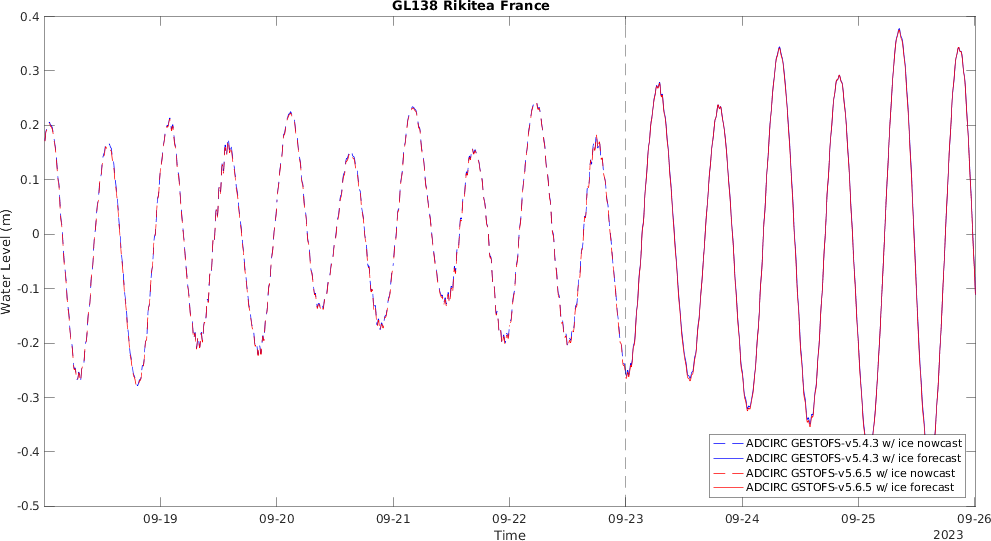 GL138 Rikitea France
0.4
0.3
0.2
0.1
0
-0.1
-0.2
-0.3
-0.4
-0.5
Water Level (m)
ADCIRC GESTOFS-v5.4.3 w/ ice nowcast
ADCIRC GESTOFS-v5.4.3 w/ ice forecast
ADCIRC GSTOFS-v5.6.5 w/ ice nowcast
ADCIRC GSTOFS-v5.6.5 w/ ice forecast
09-19 09-20 09-21 09-22 09-23 09-24 09-25 09-26
Time
2023